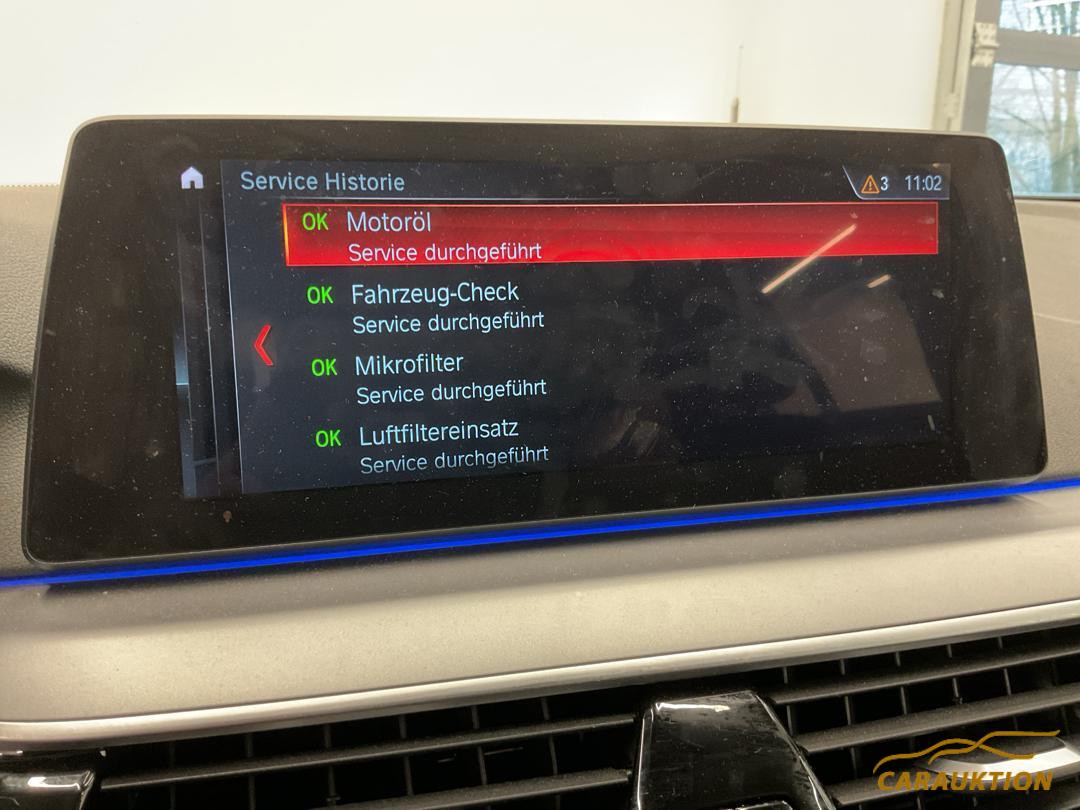 Service Historie
3 11:02
OK Motoröl
Service durchgeführt
OK Fahrzeug-Check
Service durchgeführt
OK Mikrofilter
Service durchgeführt
OK Luftfiltereinsatz
Service durchgeführt
CARAUKTION